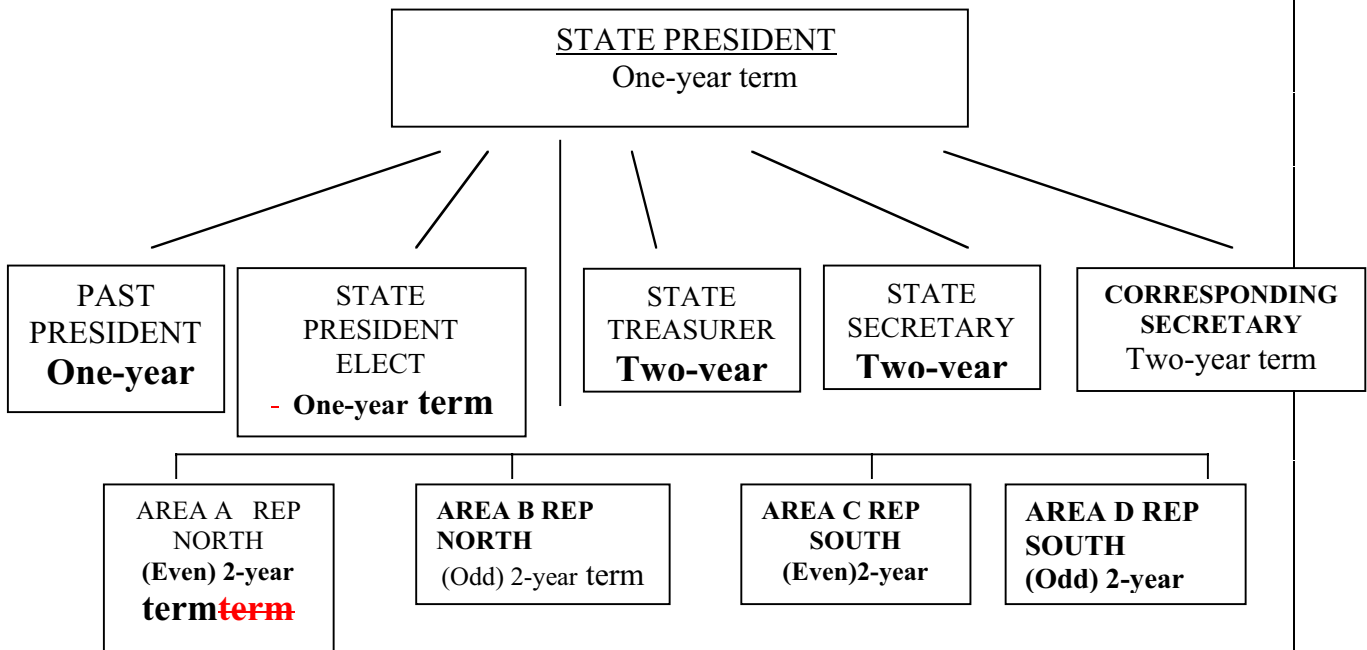 STATE PRESIDENT
One-year term
PAST
PRESIDENT
One-year
STATE
PRESIDENT
ELECT
- One-year term
STATE
TREASURER
Two-year
STATE
SECRETARY
Two-year
CORRESPONDING
SECRETARY
Two-year term
AREA A REP
NORTH
(Even) 2-year
termterm
AREA B REP
NORTH
(Odd) 2-year term
AREA C REP
SOUTH
(Even)2-year
AREA D REP
SOUTH
(Odd) 2-year